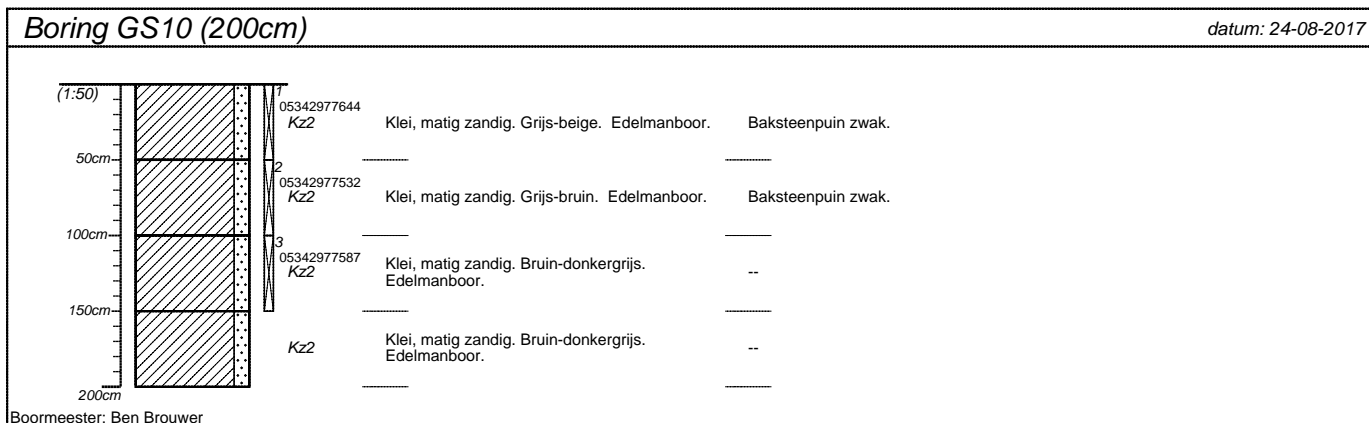 Boring GS10 (200cm)
datum: 24-08-2017
(1:50)
1
05342977644
Kz2
Klei, matig zandig. Grijs-beige. Edelmanboor.
Baksteenpuin zwak.
50cm
2
05342977532
Kz2
Klei, matig zandig. Grijs-bruin. Edelmanboor.
Baksteenpuin zwak.
100cm
3
05342977587
Kz2
Klei, matig zandig. Bruin-donkergrijs.
Edelmanboor.
--
150cm
Kz2
Klei, matig zandig. Bruin-donkergrijs.
Edelmanboor.
--
200cm
Boormeester: Ben Brouwer